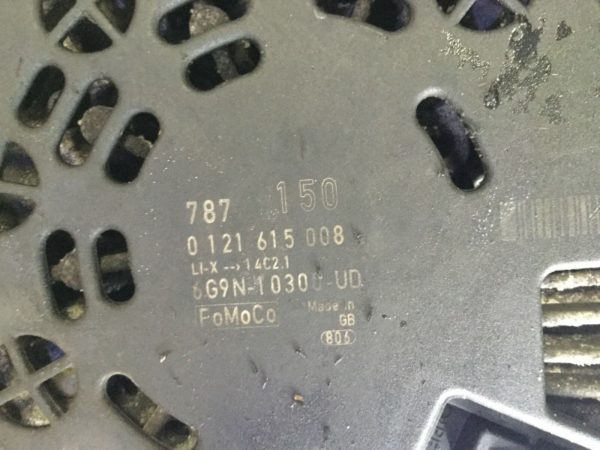 787 150
0 121 615 008
LI-X --> 14C2.1
6G9N-10300-UD
FoMoCo Made in
GB
806